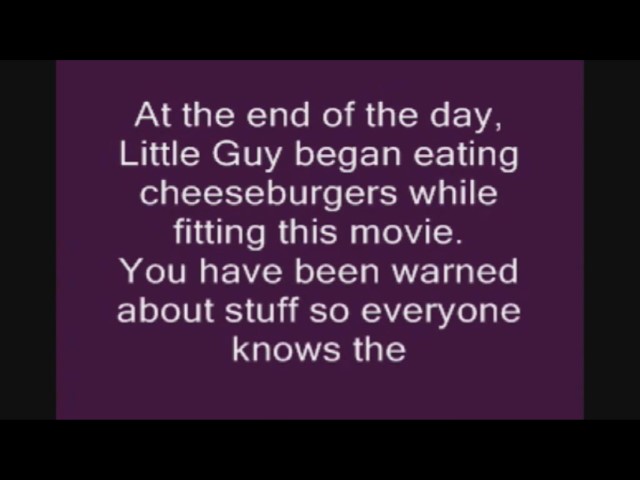 At the end of the day,
Little Guy began eating
cheeseburgers while
fitting this movie.
You have been warned
about stuff so everyone
knows the